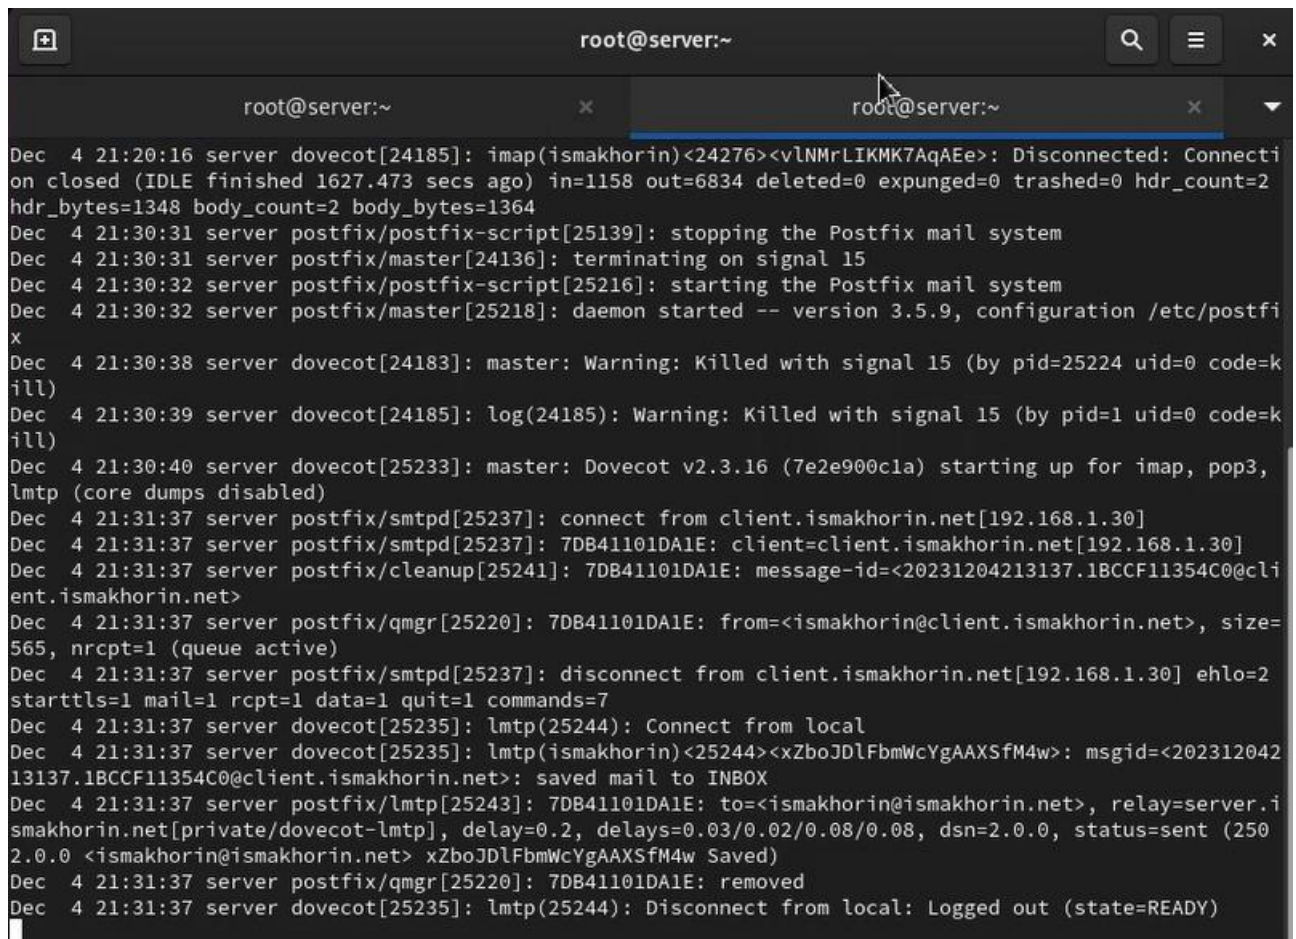 root@server:~
root@server:~
root@server:~
Dec  4 21:20:16 server dovecot[24185]: imap(ismakhorin)<24276><vlNMrLIKMK7AqAEe>: Disconnected: Connecti
on closed (IDLE finished 1627.473 secs ago) in=1158 out=6834 deleted=0 expunged=0 trashed=0 hdr_count=2
hdr_bytes=1348 body_count=2 body_bytes=1364
Dec  4 21:30:31 server postfix/postfix-script[25139]: stopping the Postfix mail system
Dec  4 21:30:31 server postfix/master[24136]: terminating on signal 15
Dec  4 21:30:32 server postfix/postfix-script[25216]: starting the Postfix mail system
Dec  4 21:30:32 server postfix/master[25218]: daemon started -- version 3.5.9, configuration /etc/postfi
x
Dec  4 21:30:38 server dovecot[24183]: master: Warning: Killed with signal 15 (by pid=25224 uid=0 code=k
ill)
Dec  4 21:30:39 server dovecot[24185]: log(24185): Warning: Killed with signal 15 (by pid=1 uid=0 code=k
ill)
Dec  4 21:30:40 server dovecot[25233]: master: Dovecot v2.3.16 (7e2e900c1a) starting up for imap, pop3,
lmtp (core dumps disabled)
Dec  4 21:31:37 server postfix/smtpd[25237]: connect from client.ismakhorin.net[192.168.1.30]
Dec  4 21:31:37 server postfix/smtpd[25237]: 7DB41101DA1E: client=client.ismakhorin.net[192.168.1.30]
Dec  4 21:31:37 server postfix/cleanup[25241]: 7DB41101DA1E: message-id=<20231204213137.1BCCF11354C0@cli
ent.ismakhorin.net>
Dec  4 21:31:37 server postfix/qmgr[25220]: 7DB41101DA1E: from=<ismakhorin@client.ismakhorin.net>, size=
565, nrcpt=1 (queue active)
Dec  4 21:31:37 server postfix/smtpd[25237]: disconnect from client.ismakhorin.net[192.168.1.30] ehlo=2
starttls=1 mail=1 rcpt=1 data=1 quit=1 commands=7
Dec  4 21:31:37 server dovecot[25235]: lmtp(25244): Connect from local
Dec  4 21:31:37 server dovecot[25235]: lmtp(ismakhorin)<25244><xZboJDlFbmWcYgAAXSfM4w>: msgid=<202312042
13137.1BCCF11354C0@client.ismakhorin.net>: saved mail to INBOX
Dec  4 21:31:37 server postfix/lmtp[25243]: 7DB41101DA1E: to=<ismakhorin@ismakhorin.net>, relay=server.i
smakhorin.net[private/dovecot-lmtp], delay=0.2, delays=0.03/0.02/0.08/0.08, dsn=2.0.0, status=sent (250
2.0.0 <ismakhorin@ismakhorin.net> xZboJDlFbmWcYgAAXSfM4w Saved)
Dec  4 21:31:37 server postfix/qmgr[25220]: 7DB41101DA1E: removed
Dec  4 21:31:37 server dovecot[25235]: lmtp(25244): Disconnect from local: Logged out (state=READY)